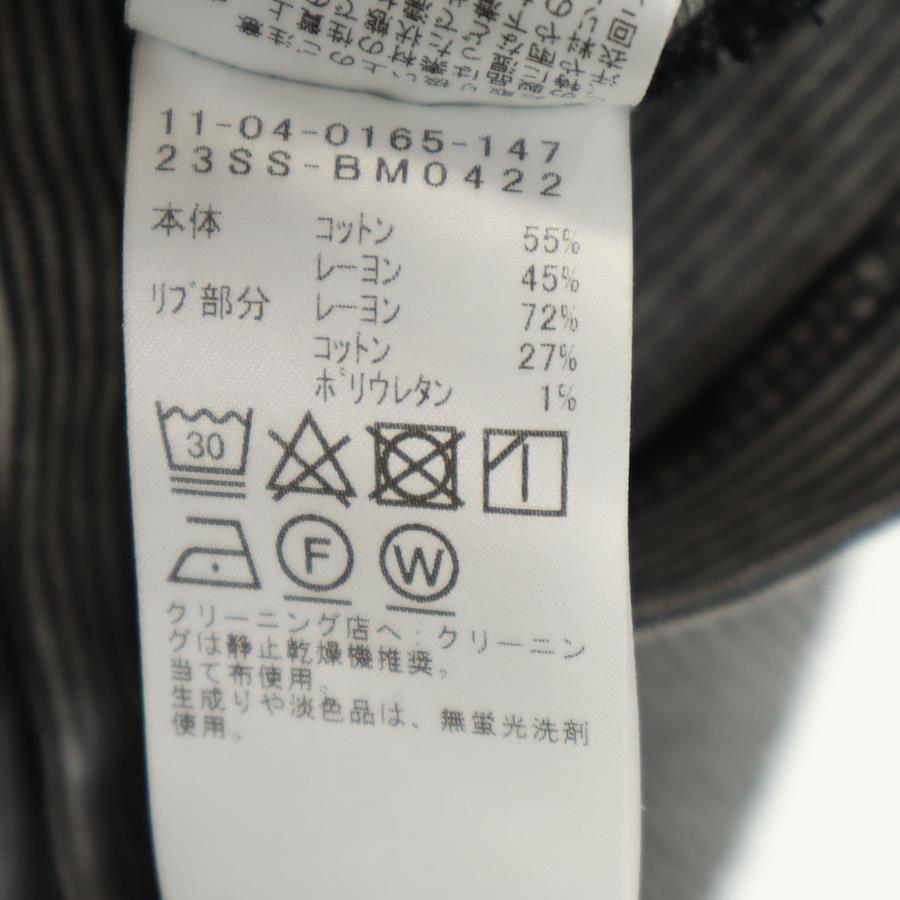 11-04-0165-147
23SS-BM0422
本体 コットン 55%
レーヨン 45%
リブ部分 レーヨン 72%
コットン 27%
ポリウレタン 1%
30
F W
クリーニング店へ：クリーニン
グは静止乾燥機推奨。
当て布使用。
生成りや淡色品は、無蛍光洗剤
使用。